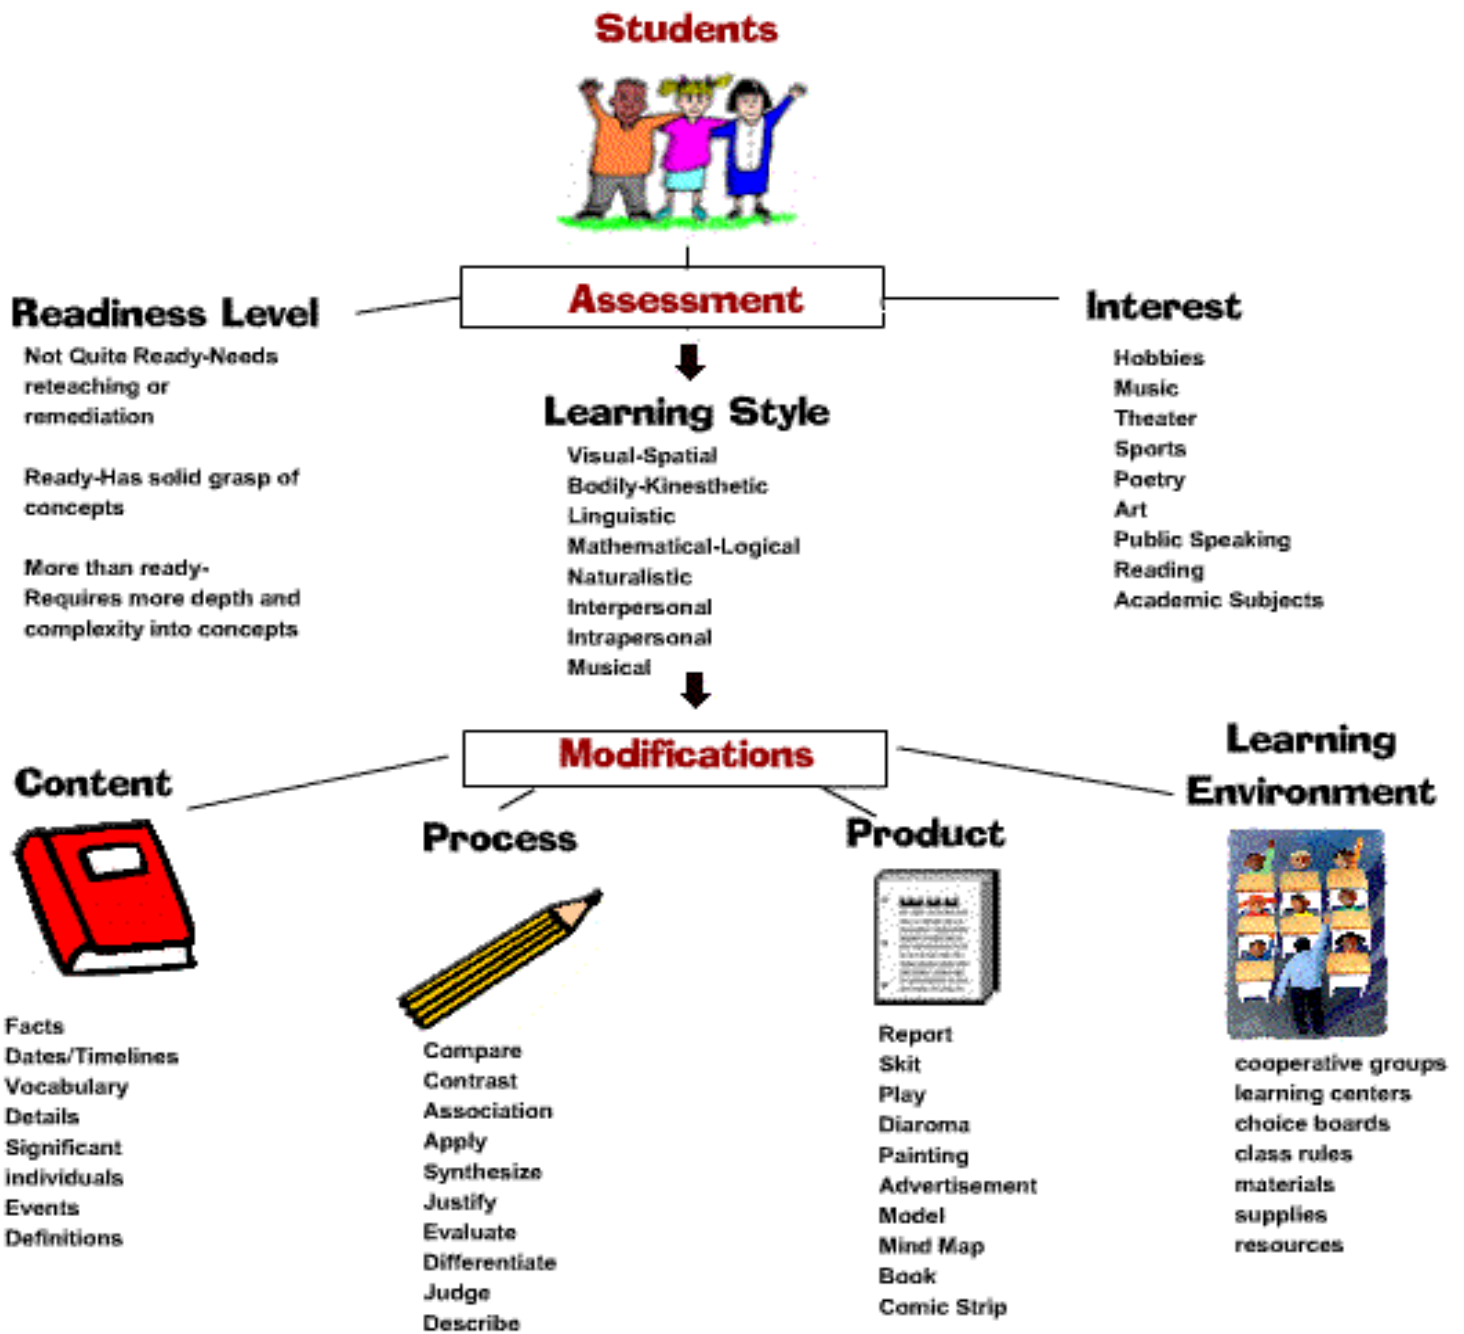 Students
Assessment
Readiness Level
Not Quite Ready-Needs
reteaching or
remediation
Ready-Has solid grasp of
concepts
More than ready-
Requires more depth and
complexity into concepts
Learning Style
Visual-Spatial
Bodily-Kinesthetic
Linguistic
Mathematical-Logical
Naturalistic
Interpersonal
Intrapersonal
Musical
Interest
Hobbies
Music
Theater
Sports
Poetry
Art
Public Speaking
Reading
Academic Subjects
Modifications
Content
Facts
Dates/Timelines
Vocabulary
Details
Significant
individuals
Events
Definitions
Process
Compare
Contrast
Association
Apply
Synthesize
Justify
Evaluate
Differentiate
Judge
Describe
Product
Report
Skit
Play
Diaroma
Painting
Advertisement
Model
Mind Map
Book
Comic Strip
Learning
Environment
cooperative groups
learning centers
choice boards
class rules
materials
supplies
resources